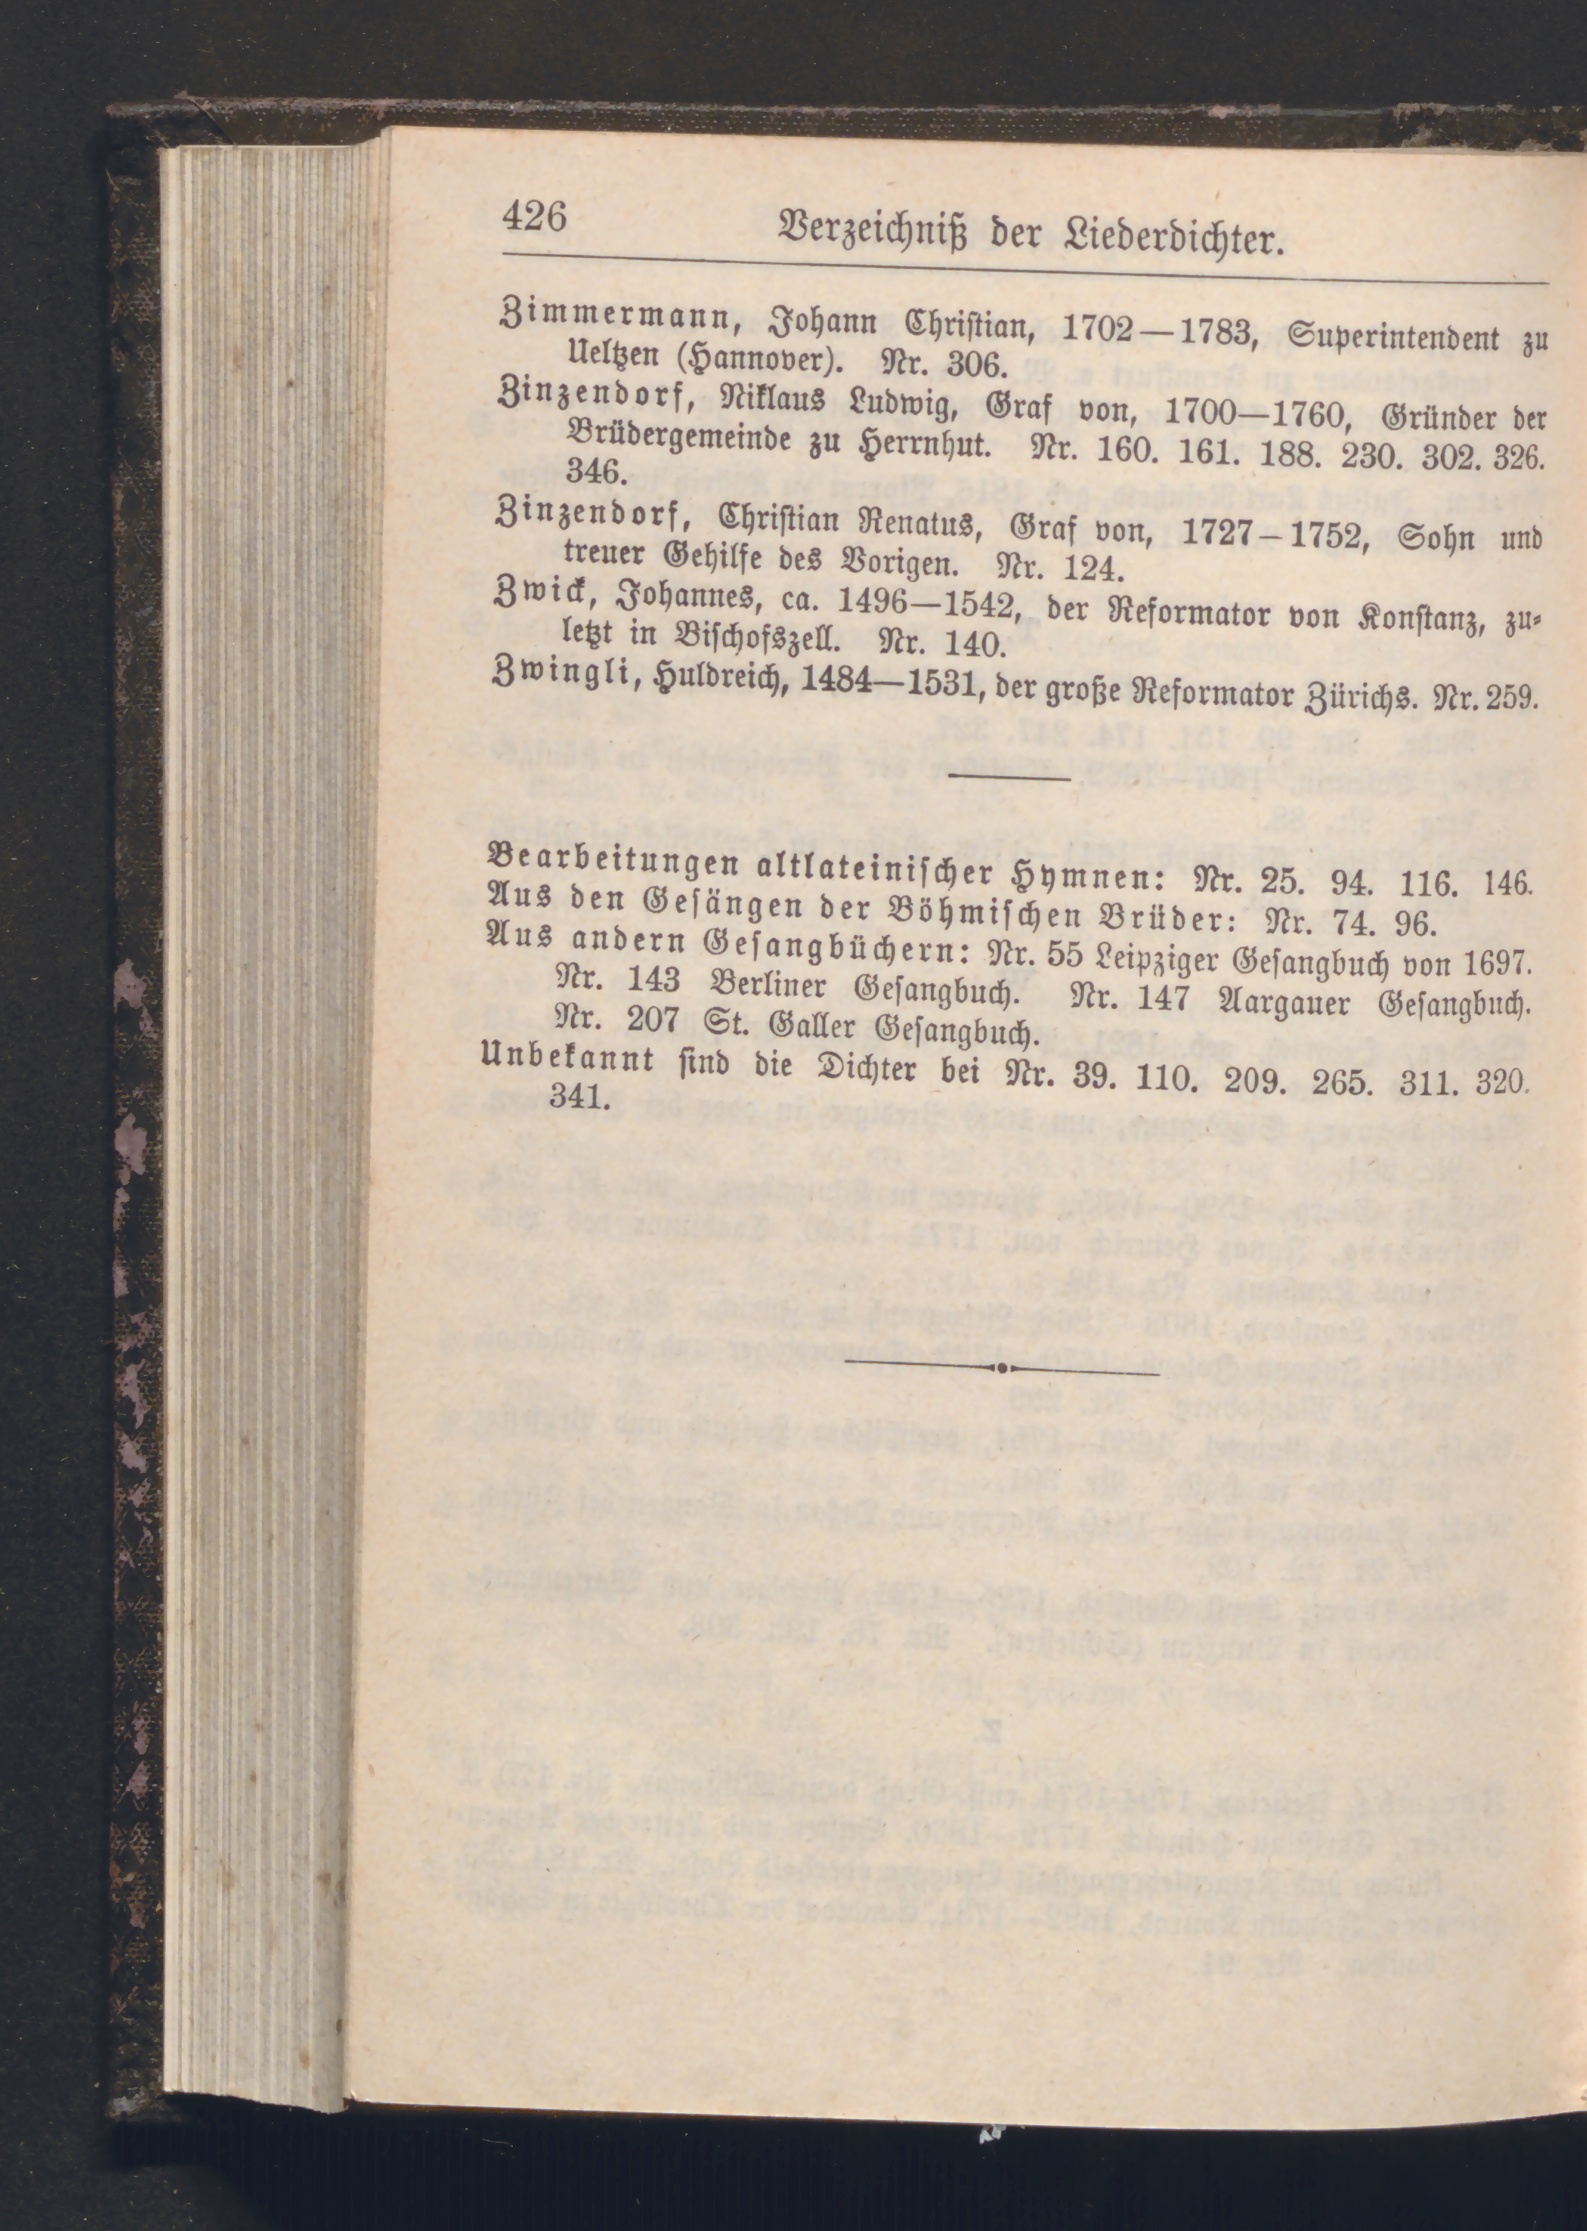 426 Verzeichniß der Liederdichter.
Zimmermann, Johann Christian, 1702—1783, Superintendent zu
Ueltzen (Hannover). Nr. 306.
Zinzendorf, Niklaus Ludwig, Graf von, 1700—1760, Gründer der
Brüdergemeinde zu Herrnhut. Nr. 160. 161. 188. 230. 302. 326.
346.
Zinzendorf, Christian Renatus, Graf von, 1727–1752, Sohn und
treuer Gehilfe des Vorigen. Nr. 124.
Zwick, Johannes, ca. 1496—1542, der Reformator von Konstanz, zu-
letzt in Bischofszell. Nr. 140.
Zwingli, Huldreich, 1484—1531, der große Reformator Zürichs. Nr. 259.
Bearbeitungen altlateinischer Hymnen: Nr. 25. 94. 116. 146.
Aus den Gesängen der Böhmischen Brüder: Nr. 74. 96.
Aus andern Gesangbüchern: Nr. 55 Leipziger Gesangbuch von 1697.
Nr. 143 Berliner Gesangbuch. Nr. 147 Aargauer Gesangbuch.
Nr. 207 St. Galler Gesangbuch.
Unbekannt sind die Dichter bei Nr. 39. 110. 209. 265. 311. 320.
341.